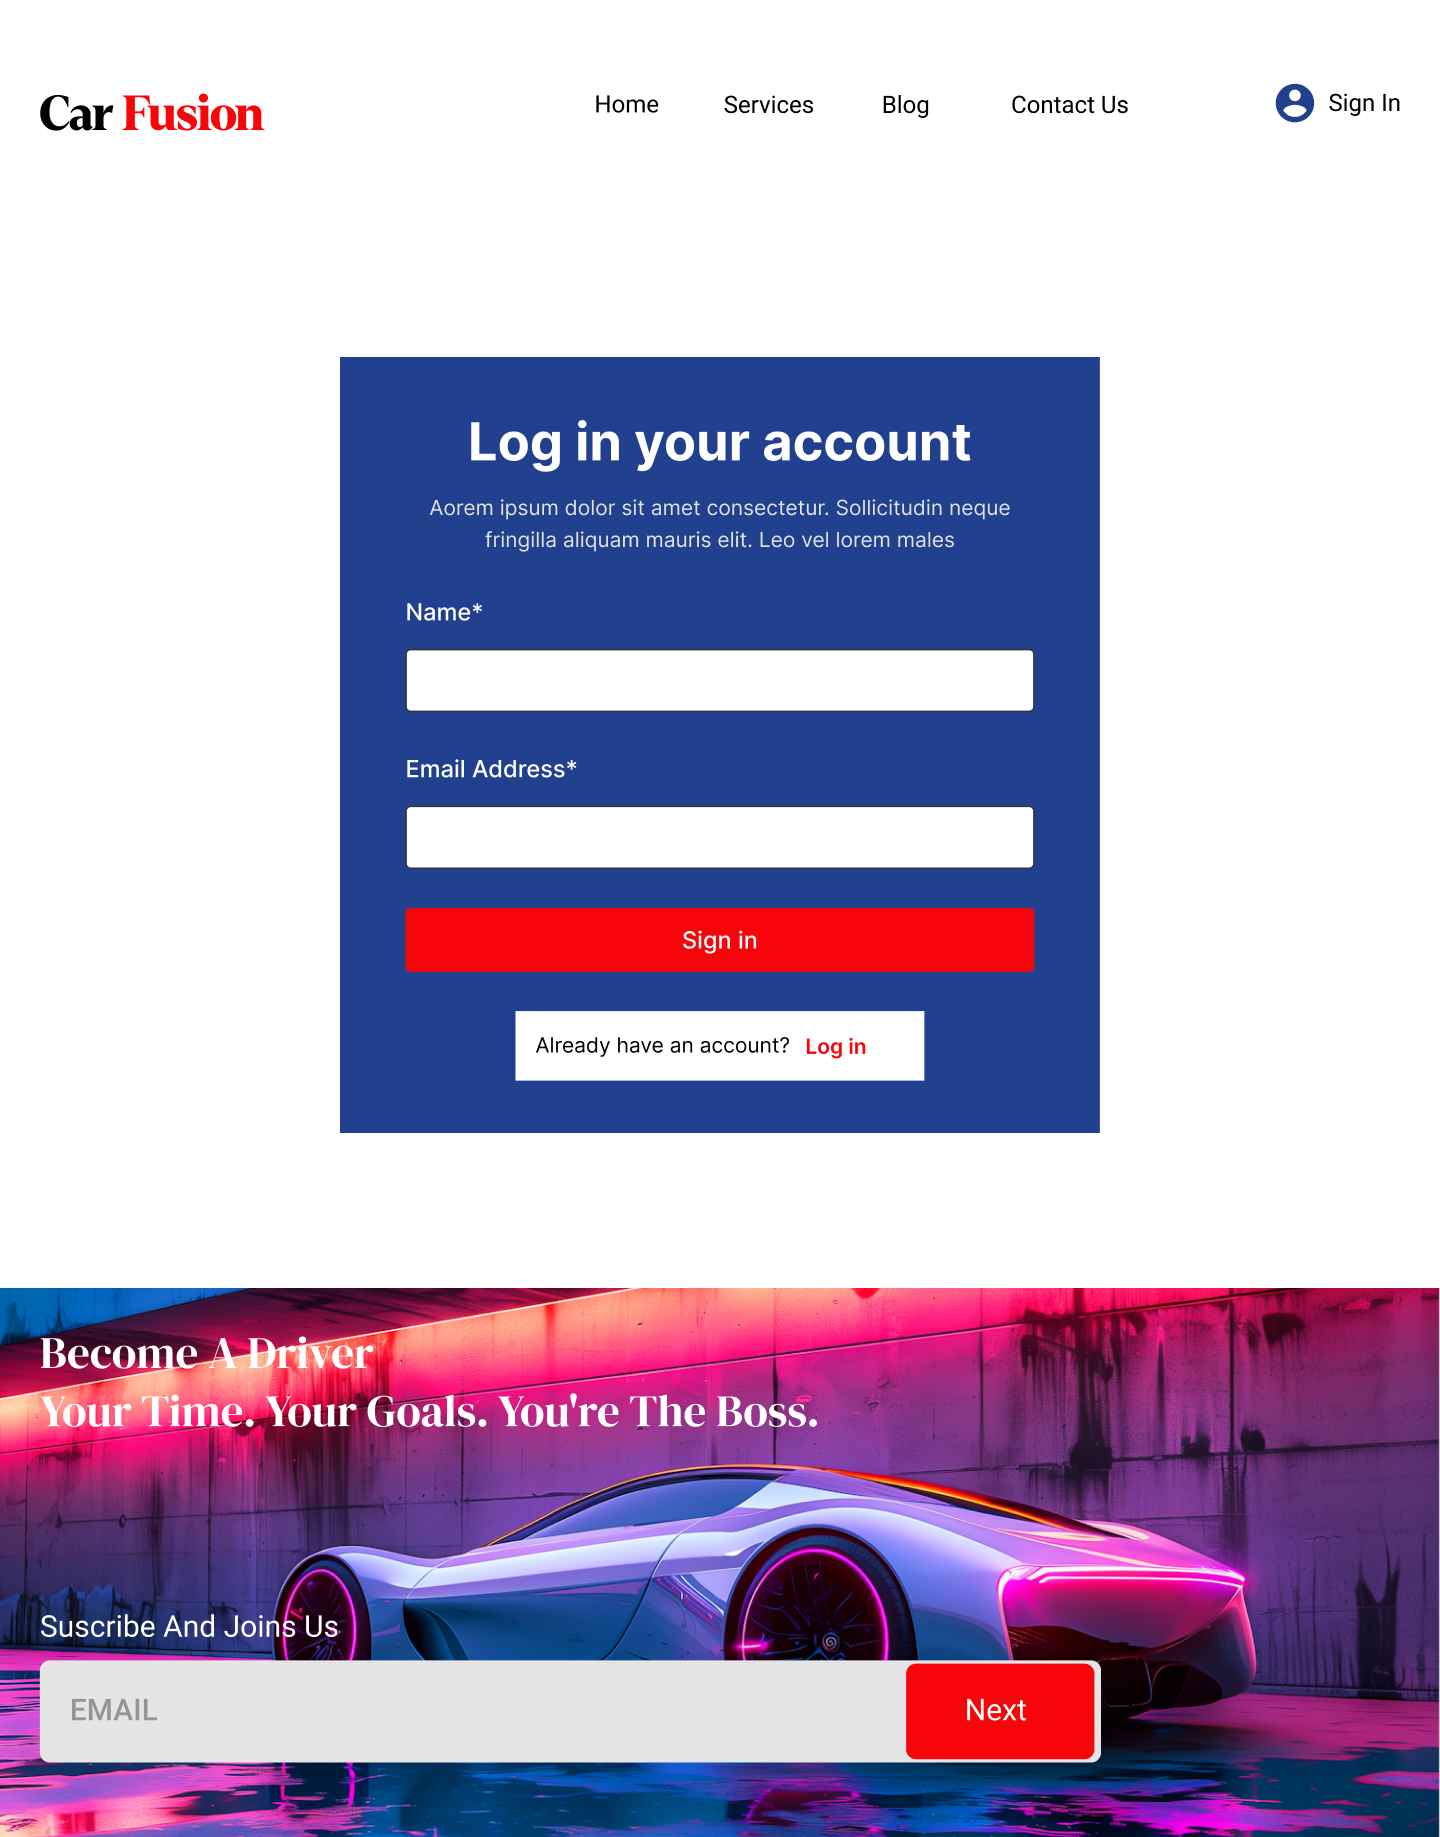 Car Fusion
Home
Services
Blog
Contact Us
Sign In
Log in your account
Aorem ipsum dolor sit amet consectetur. Sollicitudin neque
fringilla aliquam mauris elit. Leo vel lorem males
Name*
Email Address*
Sign in
Already have an account? Log in
Become A Driver
Your Time. Your Goals. You're The Boss.
Suscribe And Joins Us
EMAIL
Next